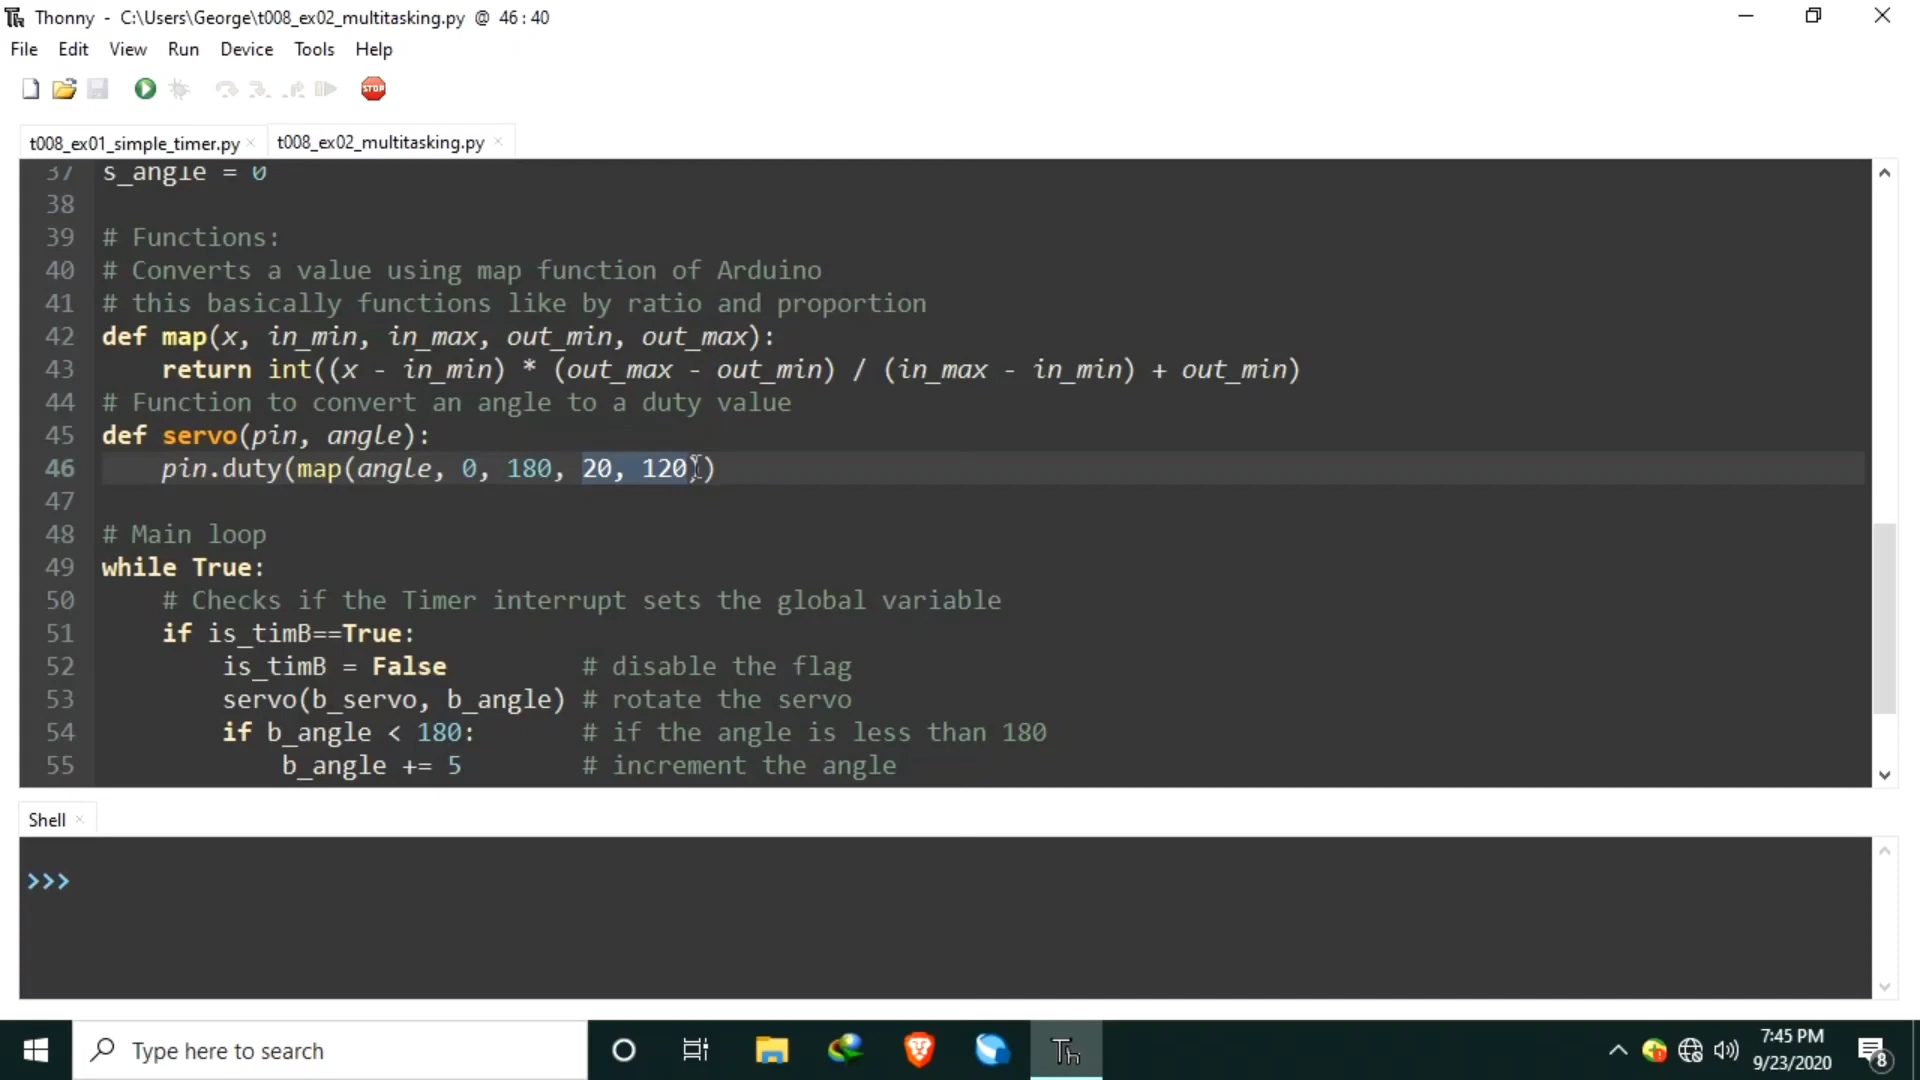 Thonny - C:\Users\George\t008_ex02_multitasking.py @ 46:40
File Edit View Run Device Tools Help
STOP
t008_ex01_simple_timer.py × t008_ex02_multitasking.py ×
37 s_angle = 0
38
39 # Functions:
40 # Converts a value using map function of Arduino
41 # this basically functions like by ratio and proportion
42 def map(x, in_min, in_max, out_min, out_max):
43     return int((x - in_min) * (out_max - out_min) / (in_max - in_min) + out_min)
44 # Function to convert an angle to a duty value
45 def servo(pin, angle):
46     pin.duty(map(angle, 0, 180, 20, 120))
47
48 # Main loop
49 while True:
50     # Checks if the Timer interrupt sets the global variable
51     if is_timB==True:
52         is_timB = False         # disable the flag
53         servo(b_servo, b_angle) # rotate the servo
54         if b_angle < 180:       # if the angle is less than 180
55             b_angle += 5        # increment the angle
Shell ×
>>>
Type here to search
Th
7:45 PM
9/23/2020
8